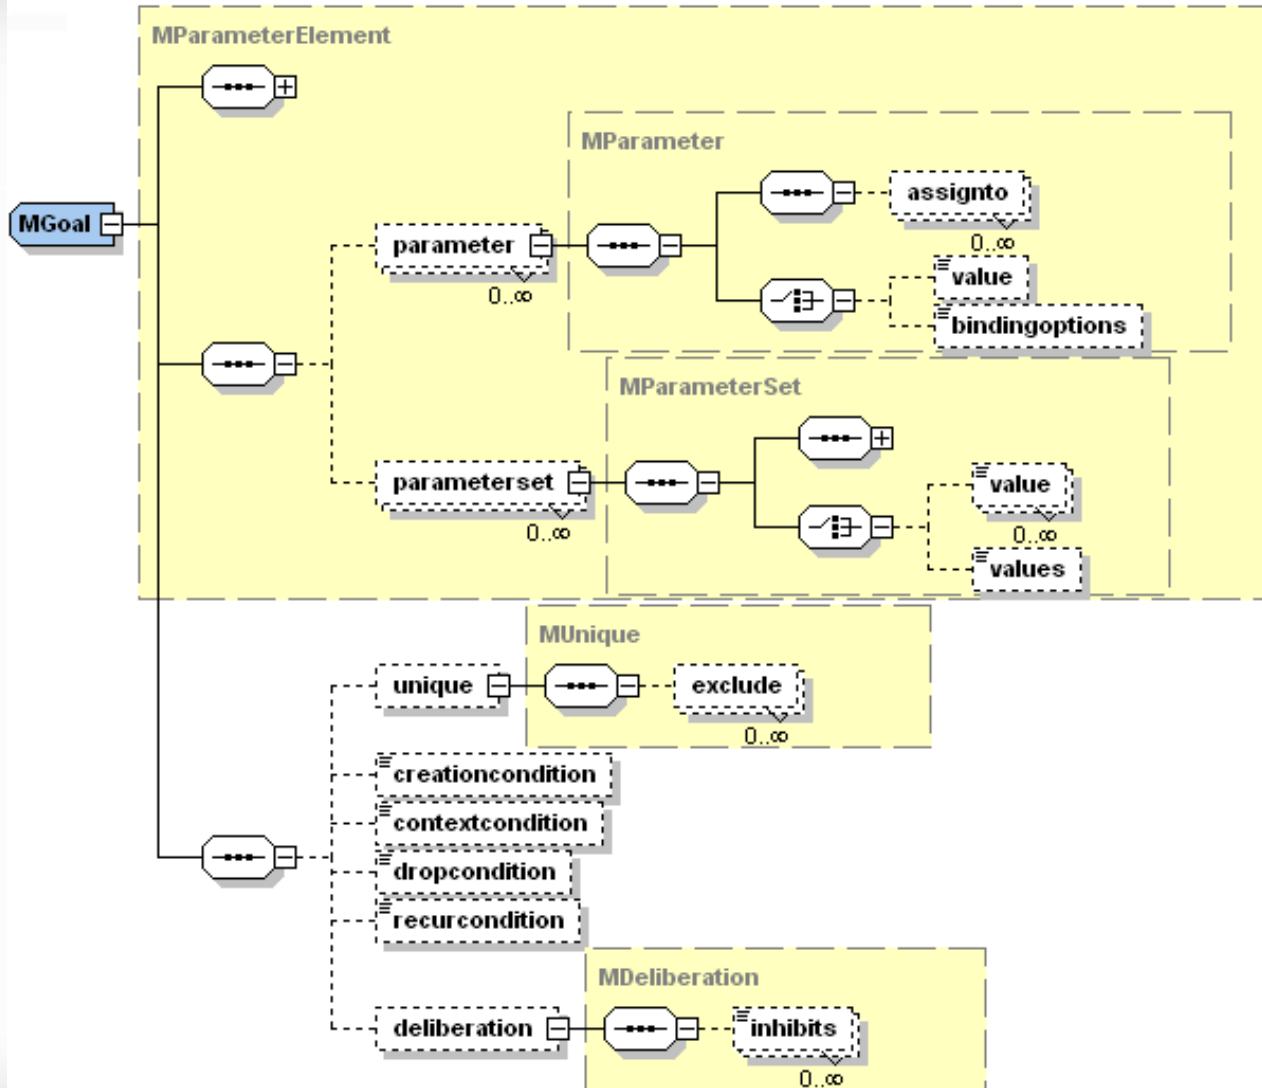 MParameterElement
MParameter
assignto
0..∞
MGoal
parameter
0..∞
value
bindingoptions
MParameterSet
parameterset
0..∞
value
0..∞
values
MUnique
unique
exclude
0..∞
creationcondition
contextcondition
dropcondition
recurcondition
MDeliberation
deliberation
inhibits
0..∞